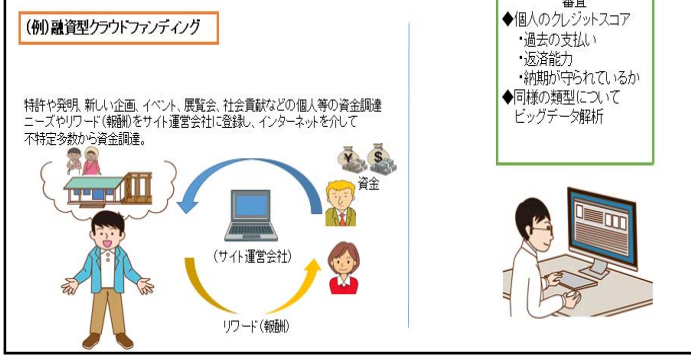 (例)融資型クラウドファンディング
特許や発明、新しい企画、イベント、展覧会、社会貢献などの個人等の資金調達
ニーズやリワード(報酬)をサイト運営会社に登録し、インターネットを介して
不特定多数から資金調達。
¥ $
資金
(サイト運営会社)
リワード(報酬)
審査
◆個人のクレジットスコア
・過去の支払い
・返済能力
・納期が守られているか
◆同様の類型について
ビッグデータ解析